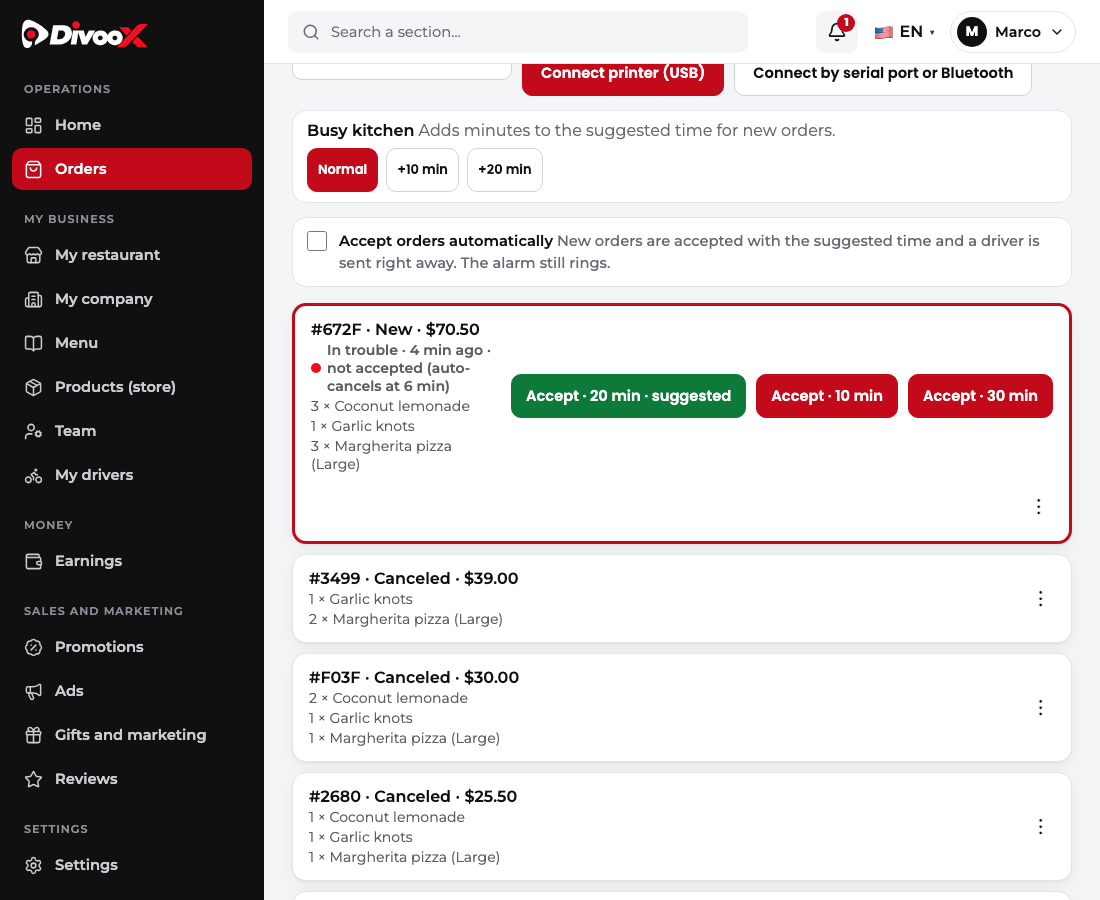 DivooX
Search a section...
1
🇺🇸 EN ▾
M
Marco
OPERATIONS
Home
Orders
MY BUSINESS
My restaurant
My company
Menu
Products (store)
Team
My drivers
MONEY
Earnings
SALES AND MARKETING
Promotions
Ads
Gifts and marketing
Reviews
SETTINGS
Settings
Connect printer (USB)
Connect by serial port or Bluetooth
Busy kitchen Adds minutes to the suggested time for new orders.
Normal
+10 min
+20 min
Accept orders automatically New orders are accepted with the suggested time and a driver is
sent right away. The alarm still rings.
#672F · New · $70.50
In trouble · 4 min ago ·
not accepted (auto-
cancels at 6 min)
3 × Coconut lemonade
1 × Garlic knots
3 × Margherita pizza
(Large)
Accept · 20 min · suggested
Accept · 10 min
Accept · 30 min
#3499 · Canceled · $39.00
1 × Garlic knots
2 × Margherita pizza (Large)
#F03F · Canceled · $30.00
2 × Coconut lemonade
1 × Garlic knots
1 × Margherita pizza (Large)
#2680 · Canceled · $25.50
1 × Coconut lemonade
1 × Garlic knots
1 × Margherita pizza (Large)